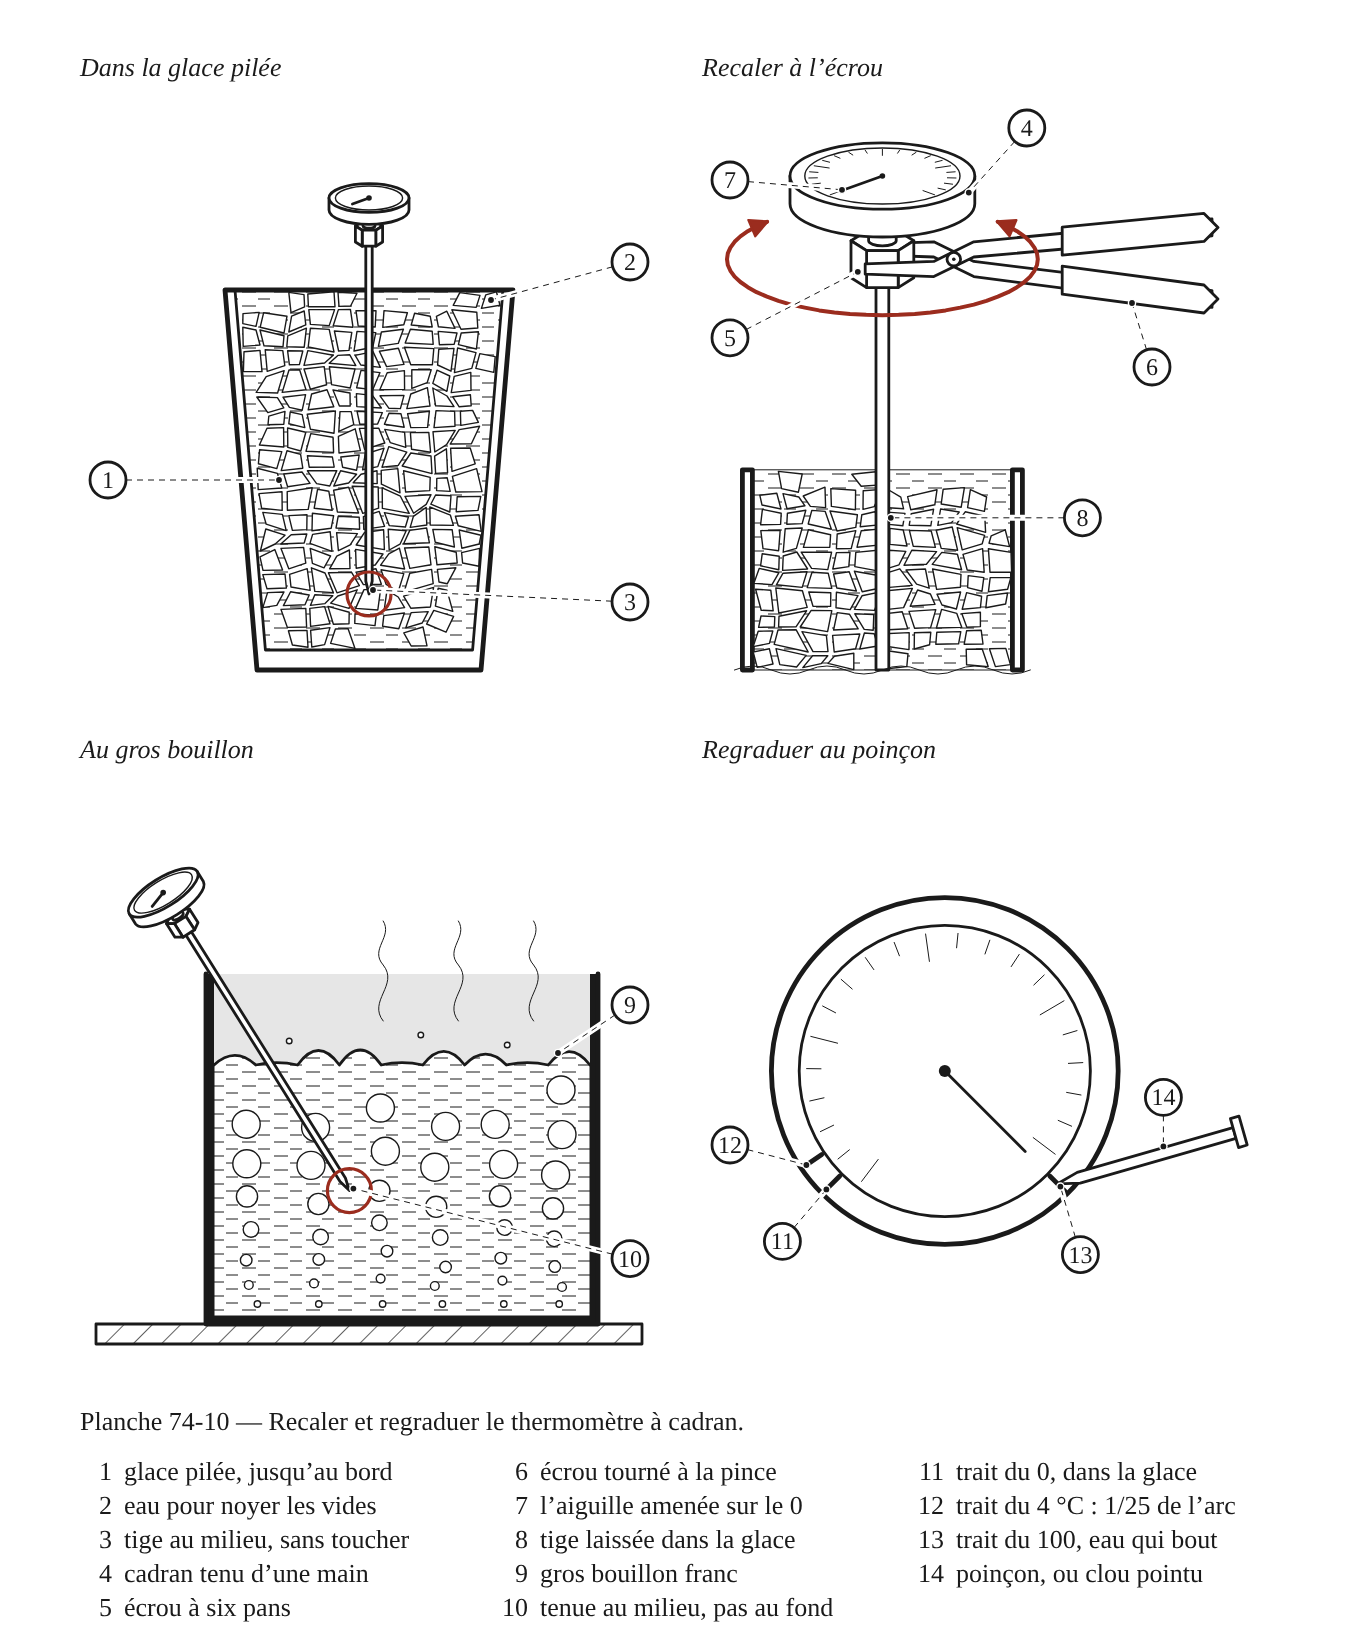 Dans la glace pilée
Recaler à l’écrou
4
7
2
5
6
1
8
3
Au gros bouillon
Regraduer au poinçon
9
14
12
11
10
13
Planche 74-10 — Recaler et regraduer le thermomètre à cadran.
1 glace pilée, jusqu’au bord
2 eau pour noyer les vides
3 tige au milieu, sans toucher
4 cadran tenu d’une main
5 écrou à six pans
6 écrou tourné à la pince
7 l’aiguille amenée sur le 0
8 tige laissée dans la glace
9 gros bouillon franc
10 tenue au milieu, pas au fond
11 trait du 0, dans la glace
12 trait du 4 °C : 1/25 de l’arc
13 trait du 100, eau qui bout
14 poinçon, ou clou pointu